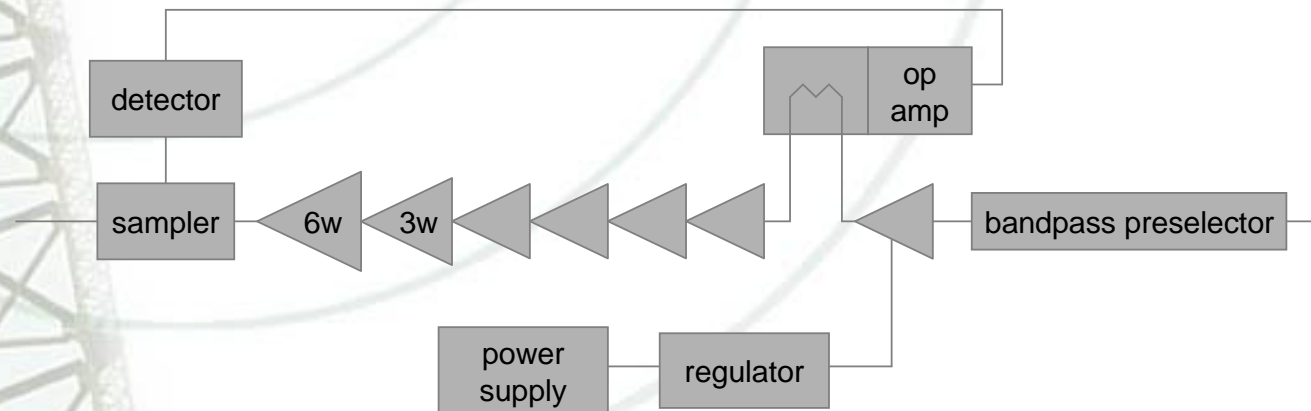 detector
op
amp
sampler
6w
3w
bandpass preselector
power
supply
regulator